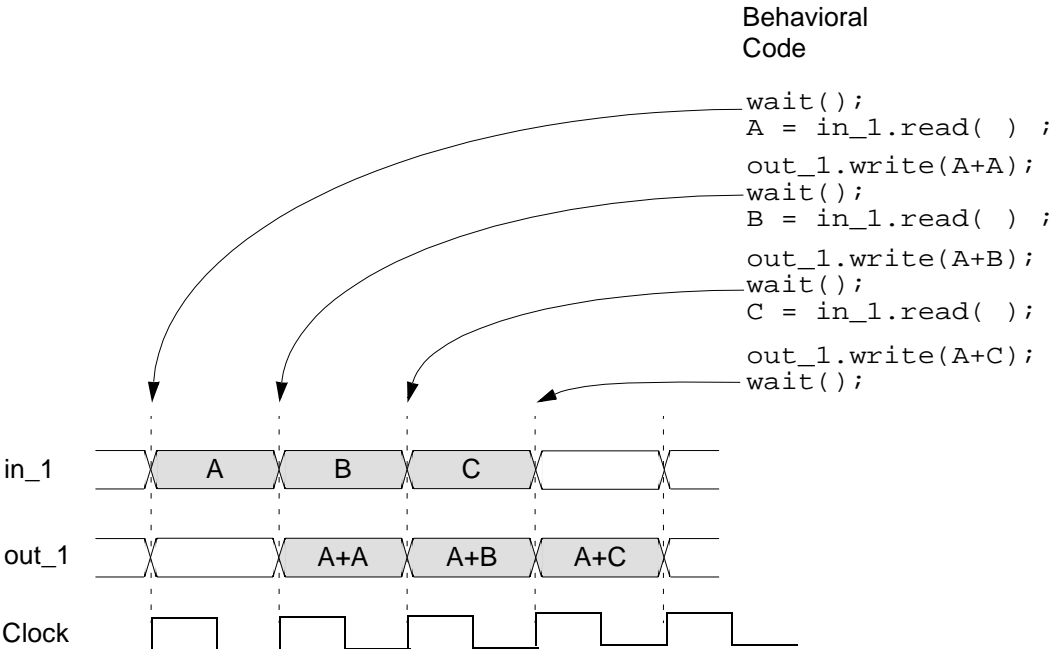 Behavioral
Code
wait();
A = in_1.read( ) ;
out_1.write(A+A);
wait();
B = in_1.read( ) ;
out_1.write(A+B);
wait();
C = in_1.read( );
out_1.write(A+C);
wait();
in_1 A B C
out_1 A+A A+B A+C
Clock